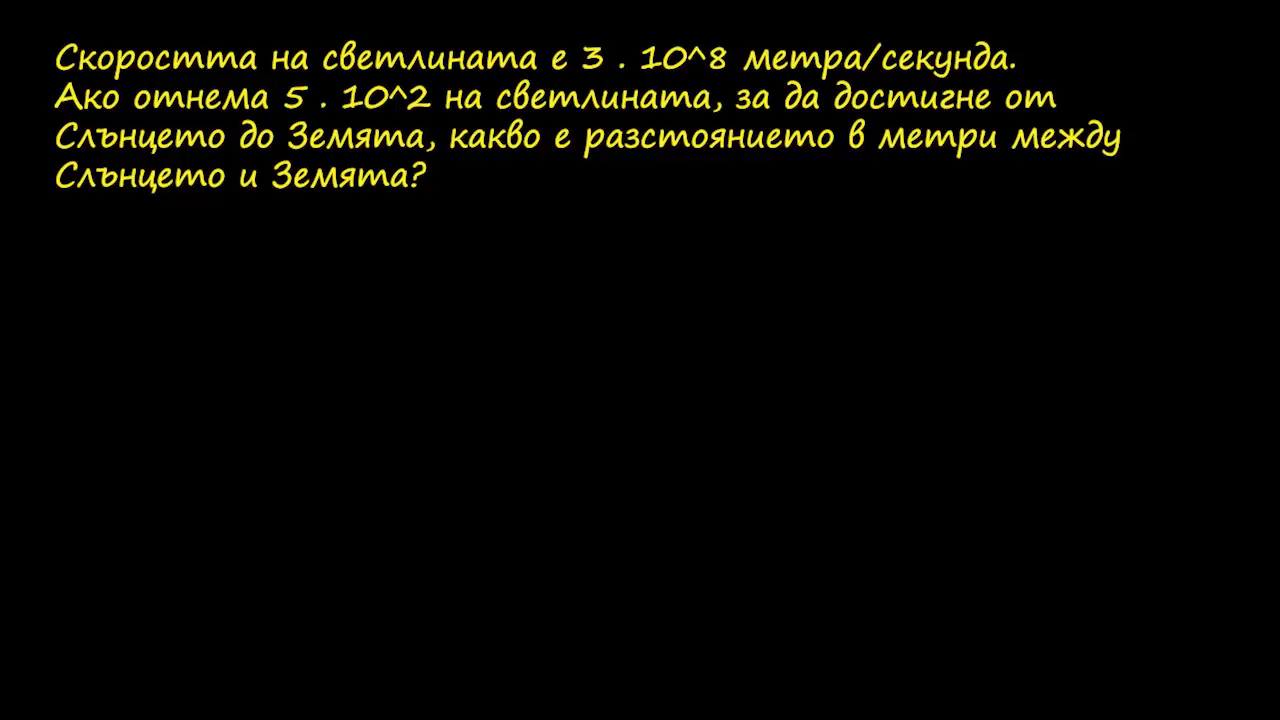 Скоростта на светлината е 3 . 10^8 метра/секунда.
Ако отнема 5 . 10^2 на светлината, за да достигне от
Слънцето до Земята, какво е разстоянието в метри между
Слънцето и Земята?